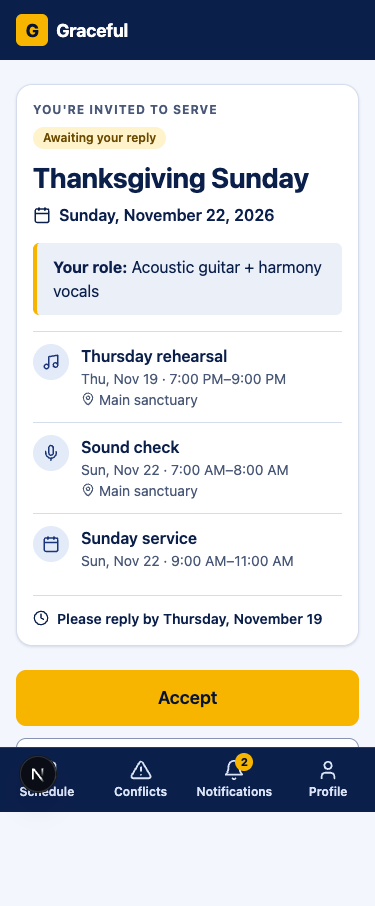 G Graceful
YOU'RE INVITED TO SERVE
Awaiting your reply
Thanksgiving Sunday
Sunday, November 22, 2026
Your role: Acoustic guitar + harmony
vocals
Thursday rehearsal
Thu, Nov 19 · 7:00 PM–9:00 PM
Main sanctuary
Sound check
Sun, Nov 22 · 7:00 AM–8:00 AM
Main sanctuary
Sunday service
Sun, Nov 22 · 9:00 AM–11:00 AM
Please reply by Thursday, November 19
Accept
N
2
Schedule Conflicts Notifications Profile